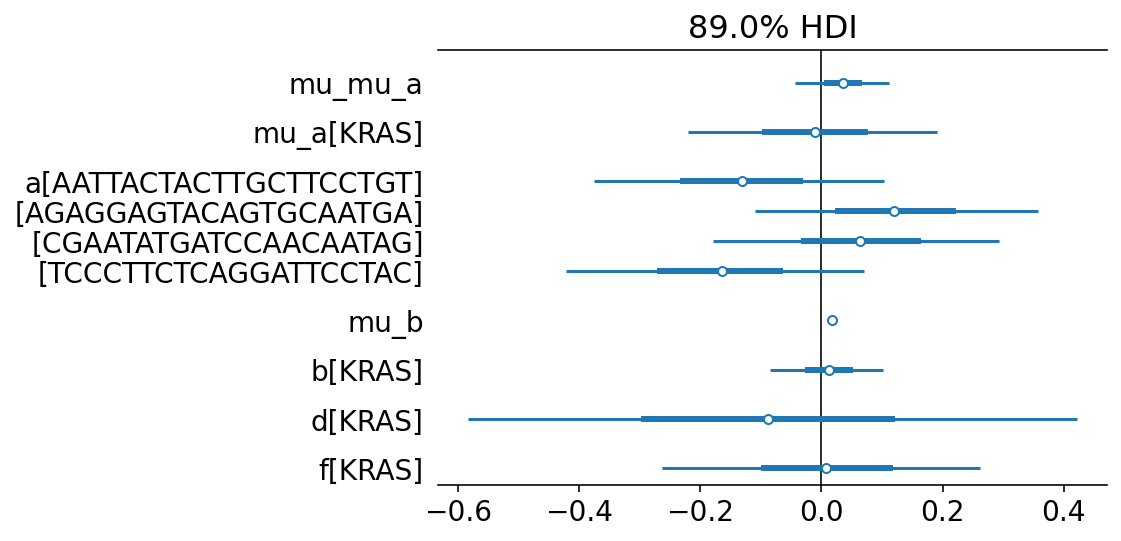 89.0% HDI
mu_mu_a
mu_a[KRAS]
a[AATTACTACTTGCTTCCTGT]
[AGAGGAGTACAGTGCAATGA]
[CGAATATGATCCAACAATAG]
[TCCCTTCTCAGGATTCCTAC]
mu_b
b[KRAS]
d[KRAS]
f[KRAS]
−0.6 −0.4 −0.2 0.0 0.2 0.4